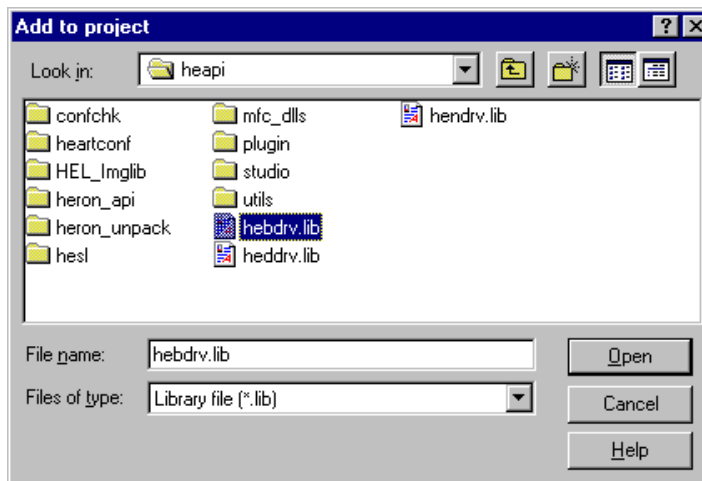 Add to project
Look in: heapi
confchk mfc_dlls hendrv.lib
heartconf plugin
HEL_Imglib studio
heron_api utils
heron_unpack hebdrv.lib
hesl heddrv.lib
File name: hebdrv.lib Open
Files of type: Library file (*.lib) Cancel
Help